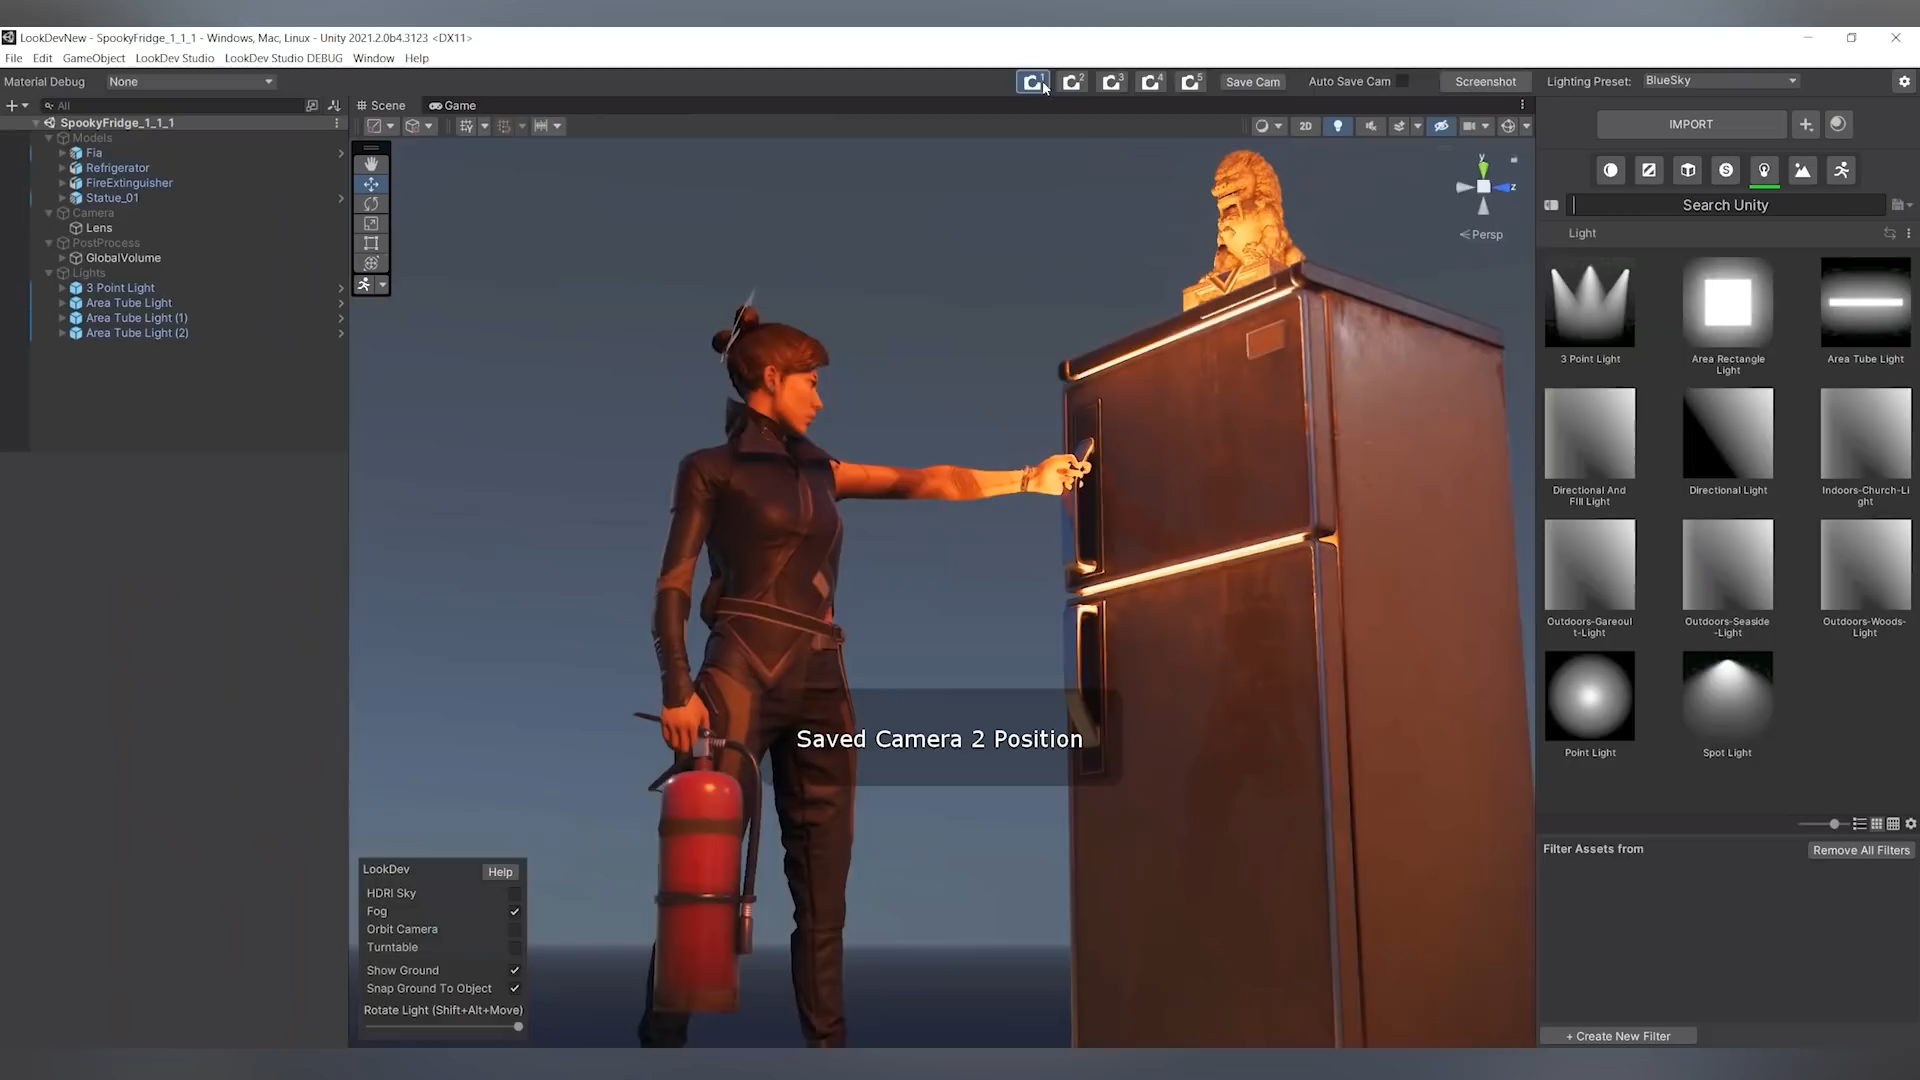 LookDevNew - SpookyFridge_1_1_1 - Windows, Mac, Linux - Unity 2021.2.0b4.3123 <DX11>
File Edit GameObject LookDev Studio LookDev Studio DEBUG Window Help
Material Debug None 1 2 3 4 5 Save Cam Auto Save Cam Screenshot Lighting Preset: BlueSky
All
Scene Game
SpookyFridge_1_1_1
Models
Fia
Refrigerator
FireExtinguisher
Statue_01
Camera
Lens
PostProcess
GlobalVolume
Lights
3 Point Light
Area Tube Light
Area Tube Light (1)
Area Tube Light (2)
2D
y
z
Persp
Saved Camera 2 Position
LookDev Help
HDRI Sky
Fog
Orbit Camera
Turntable
Show Ground
Snap Ground To Object
Rotate Light (Shift+Alt+Move)
IMPORT
S
Search Unity
Light
3 Point Light
Area Rectangle
Light
Area Tube Light
Directional And
Fill Light
Directional Light
Indoors-Church-Li
ght
Outdoors-Gareoul
t-Light
Outdoors-Seaside
-Light
Outdoors-Woods-
Light
Point Light
Spot Light
Filter Assets from Remove All Filters
+ Create New Filter